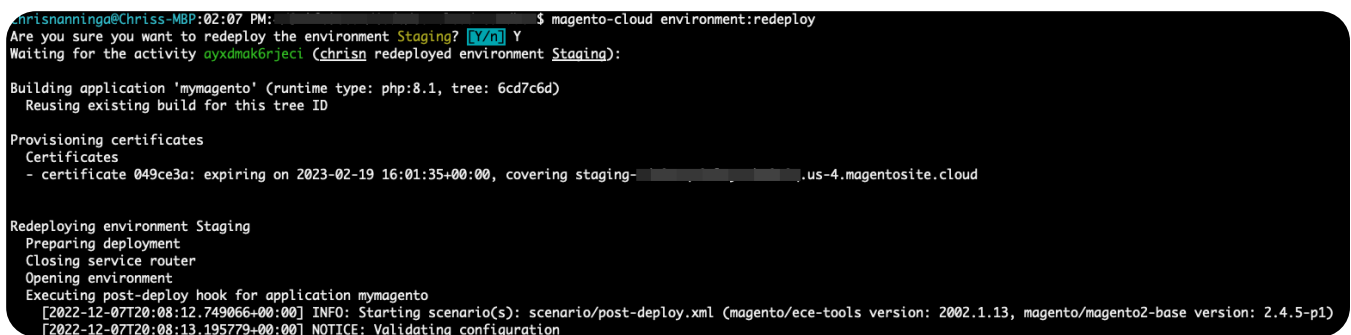 chrisnanninga@Chriss-MBP:02:07 PM: $ magento-cloud environment:redeploy
Are you sure you want to redeploy the environment Staging? [Y/n] Y
Waiting for the activity ayxdmak6rjeci (chrisn redeployed environment Staging):
Building application 'mymagento' (runtime type: php:8.1, tree: 6cd7c6d)
Reusing existing build for this tree ID
Provisioning certificates
Certificates
- certificate 049ce3a: expiring on 2023-02-19 16:01:35+00:00, covering staging- .us-4.magentosite.cloud
Redeploying environment Staging
Preparing deployment
Closing service router
Opening environment
Executing post-deploy hook for application mymagento
[2022-12-07T20:08:12.749066+00:00] INFO: Starting scenario(s): scenario/post-deploy.xml (magento/ece-tools version: 2002.1.13, magento/magento2-base version: 2.4.5-p1)
[2022-12-07T20:08:13.195779+00:00] NOTICE: Validating configuration